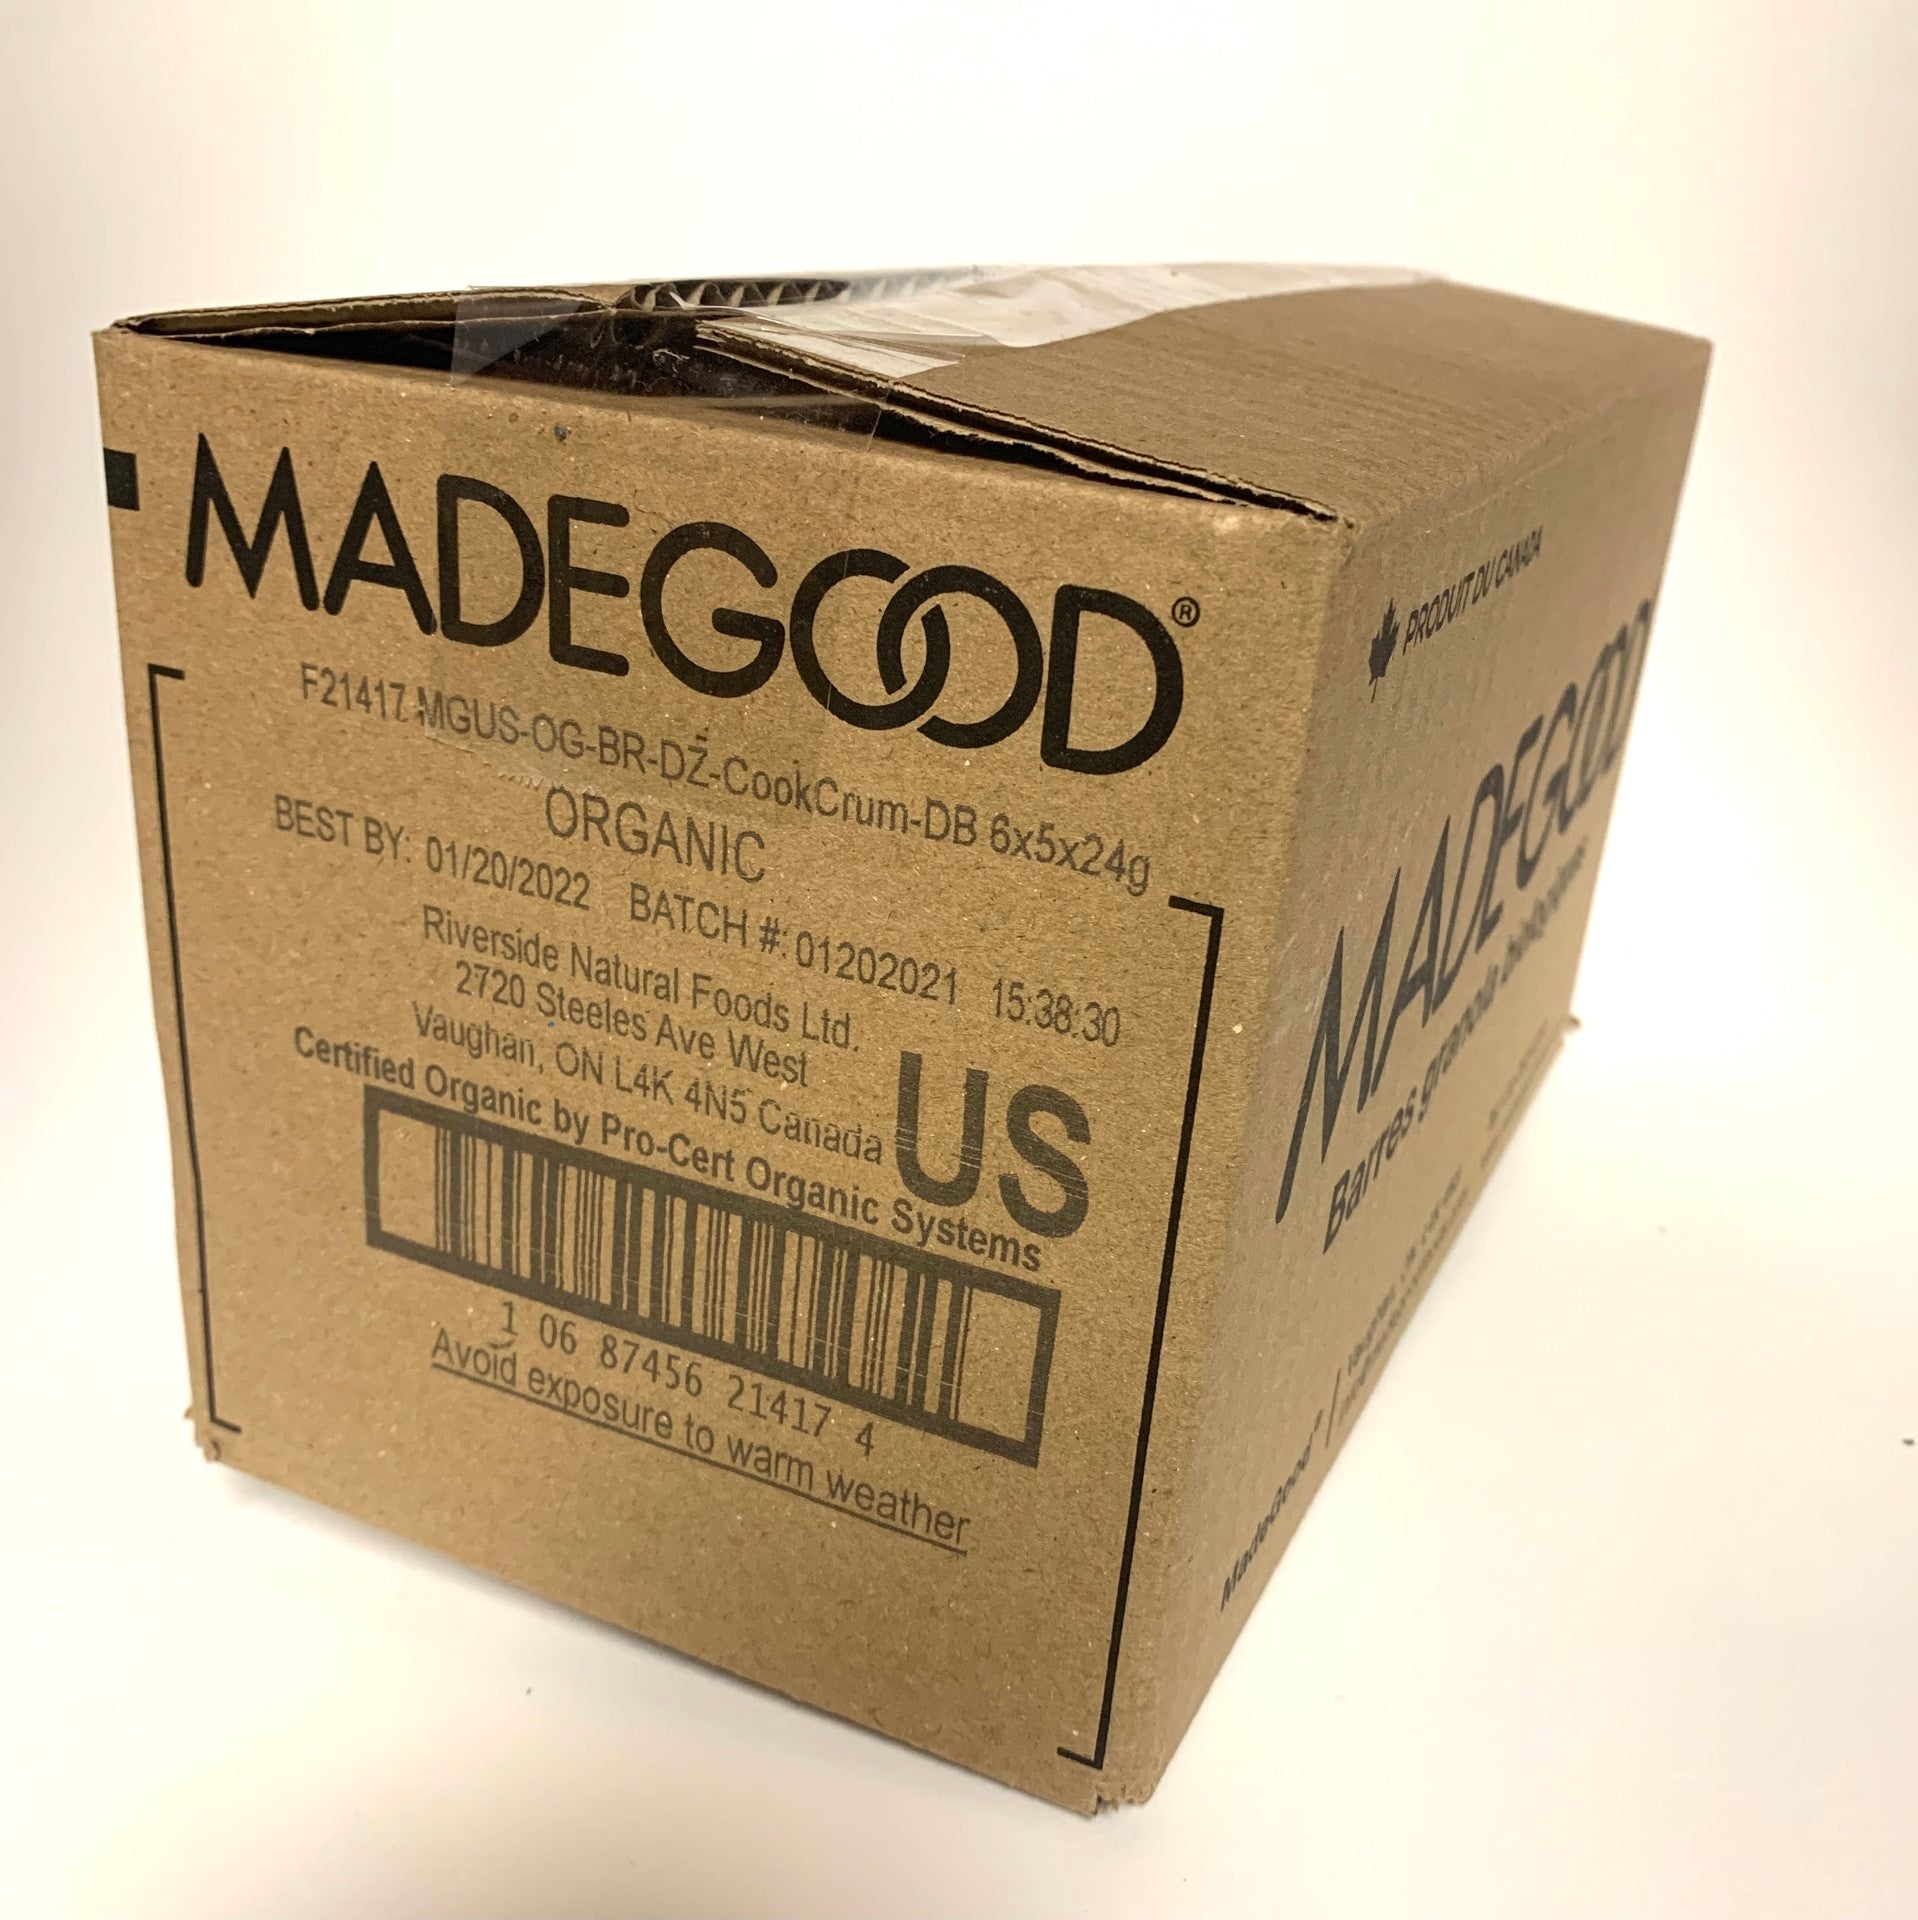 MADEGOOD®
F21417 MGUS-OG-BR-DZ-CookCrum-DB 6x5x24g
ORGANIC
BEST BY: 01/20/2022 BATCH #: 01202021 15:38:30
Riverside Natural Foods Ltd.
2720 Steeles Ave West
Vaughan, ON L4K 4N5 Canada
US
Certified Organic by Pro-Cert Organic Systems
1 06 87456 21417 4
Avoid exposure to warm weather
PRODUIT DU CANADA
MADEGOOD
Barres granola biologiques
MadeGood